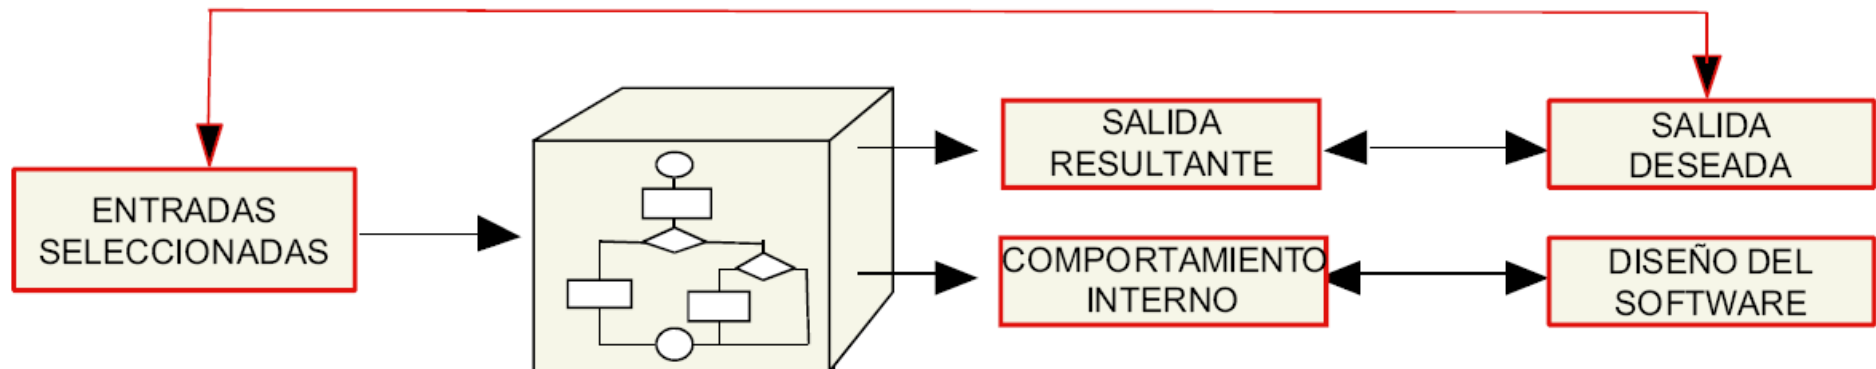 ENTRADAS
SELECCIONADAS
SALIDA
RESULTANTE
SALIDA
DESEADA
COMPORTAMIENTO
INTERNO
DISEÑO DEL
SOFTWARE